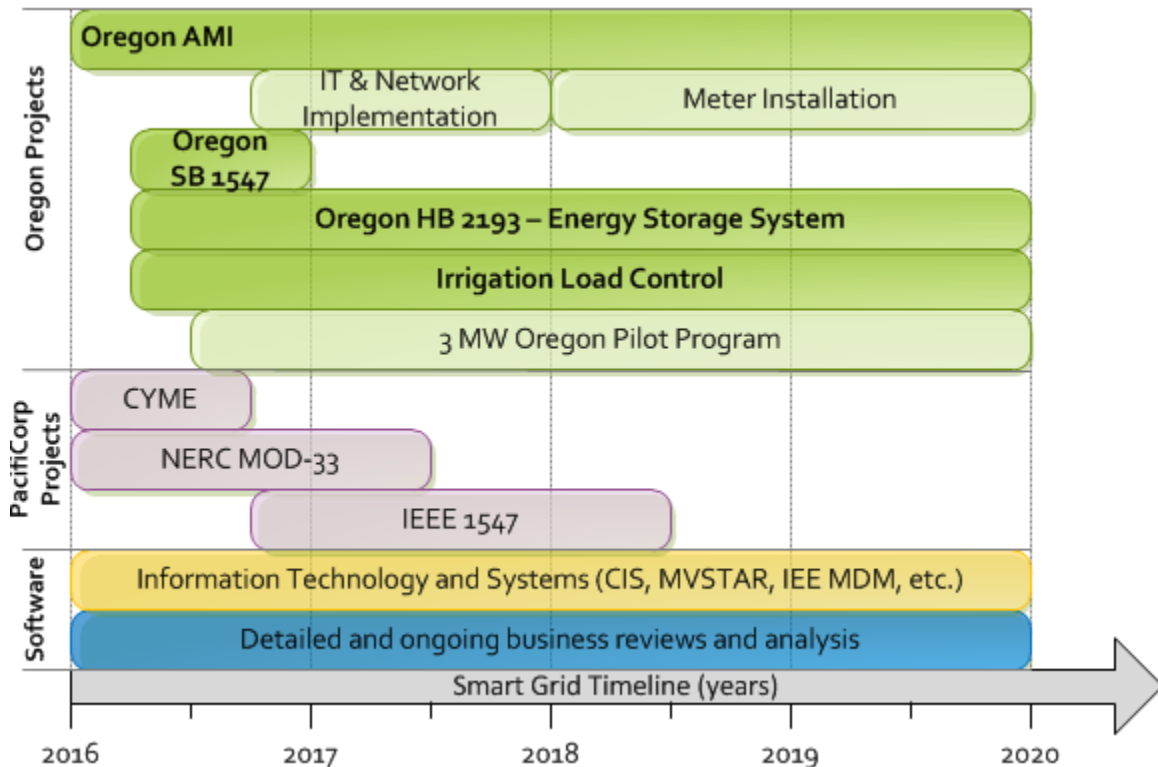 Oregon Projects
Oregon AMI
IT & Network
Implementation
Meter Installation
Oregon
SB 1547
Oregon HB 2193 – Energy Storage System
Irrigation Load Control
3 MW Oregon Pilot Program
PacifiCorp
Projects
CYME
NERC MOD-33
IEEE 1547
Software
Information Technology and Systems (CIS, MVSTAR, IEE MDM, etc.)
Detailed and ongoing business reviews and analysis
Smart Grid Timeline (years)
2016
2017
2018
2019
2020